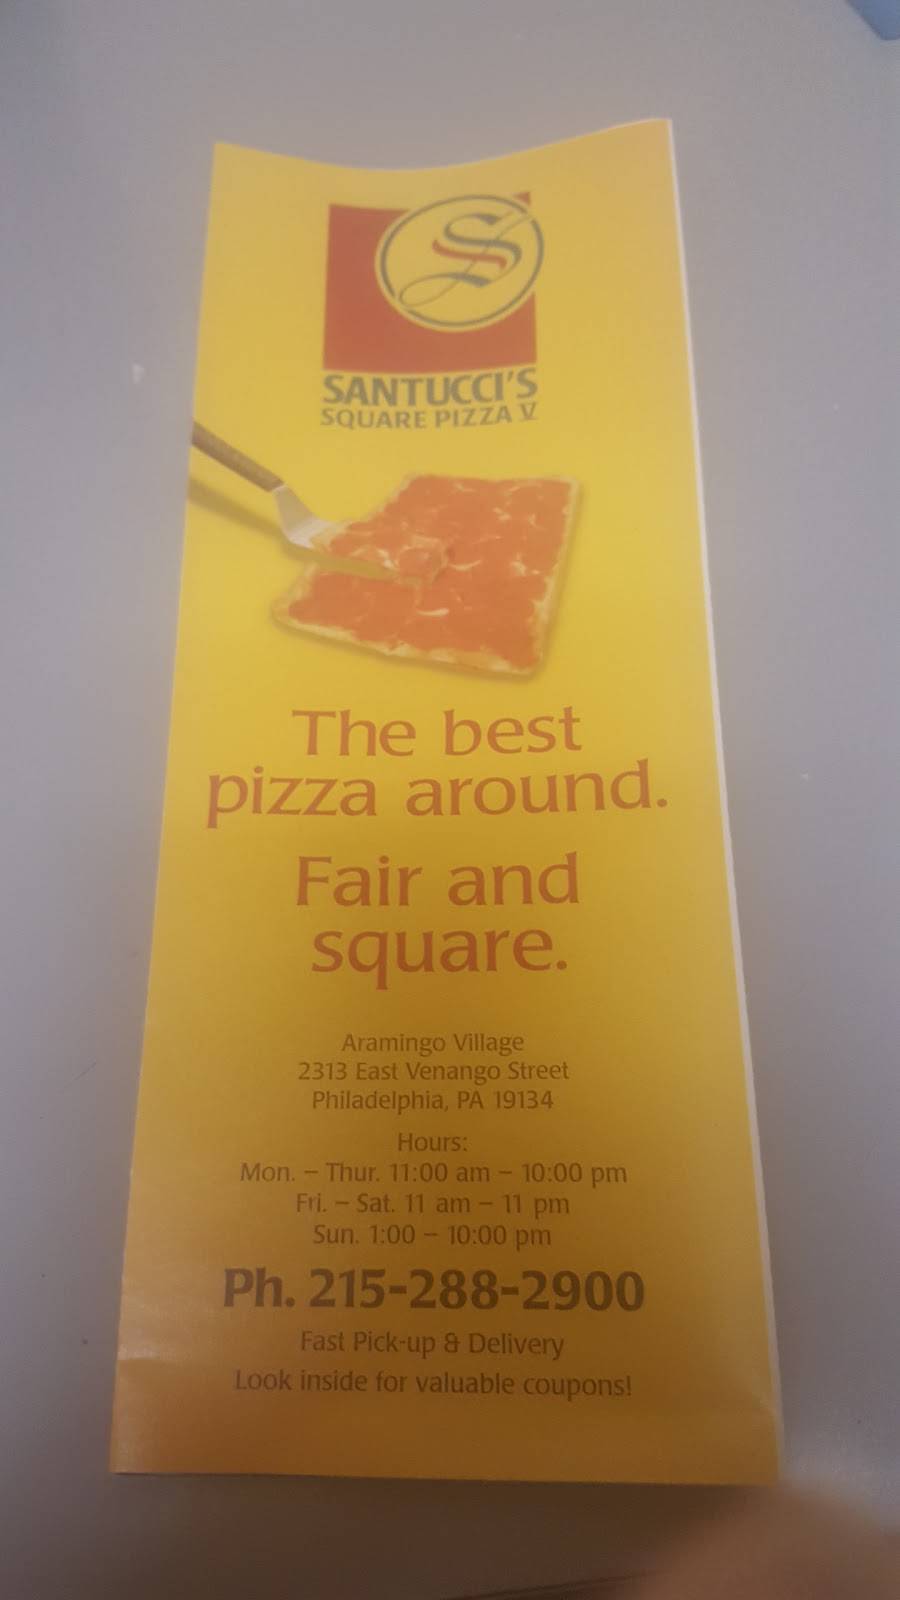 S
SANTUCCI'S
SQUARE PIZZA V
The best
pizza around.
Fair and
square.
Aramingo Village
2313 East Venango Street
Philadelphia, PA 19134
Hours:
Mon. – Thur. 11:00 am – 10:00 pm
Fri. – Sat. 11 am – 11 pm
Sun. 1:00 – 10:00 pm
Ph. 215-288-2900
Fast Pick-up & Delivery
Look inside for valuable coupons!